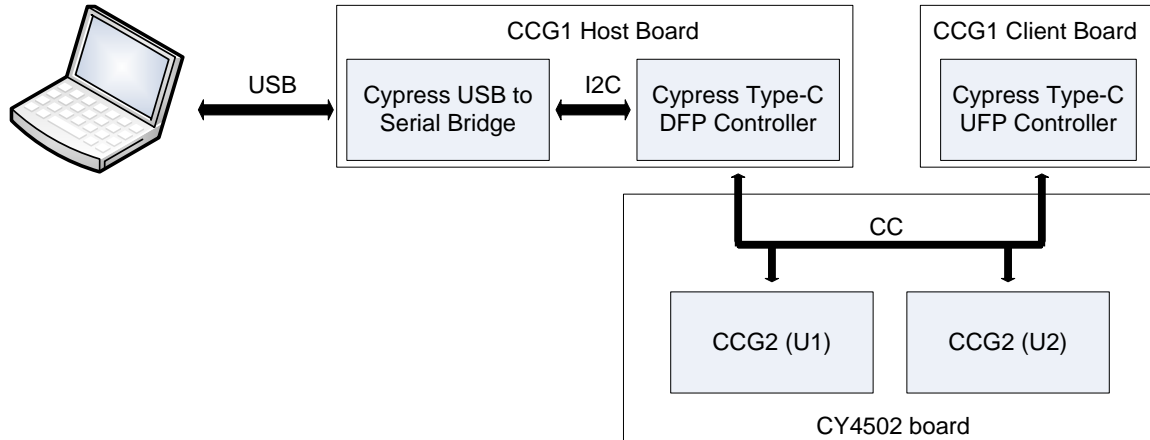 CCG1 Host Board
CCG1 Client Board
USB
Cypress USB to
Serial Bridge
I2C
Cypress Type-C
DFP Controller
Cypress Type-C
UFP Controller
CC
CCG2 (U1)
CCG2 (U2)
CY4502 board